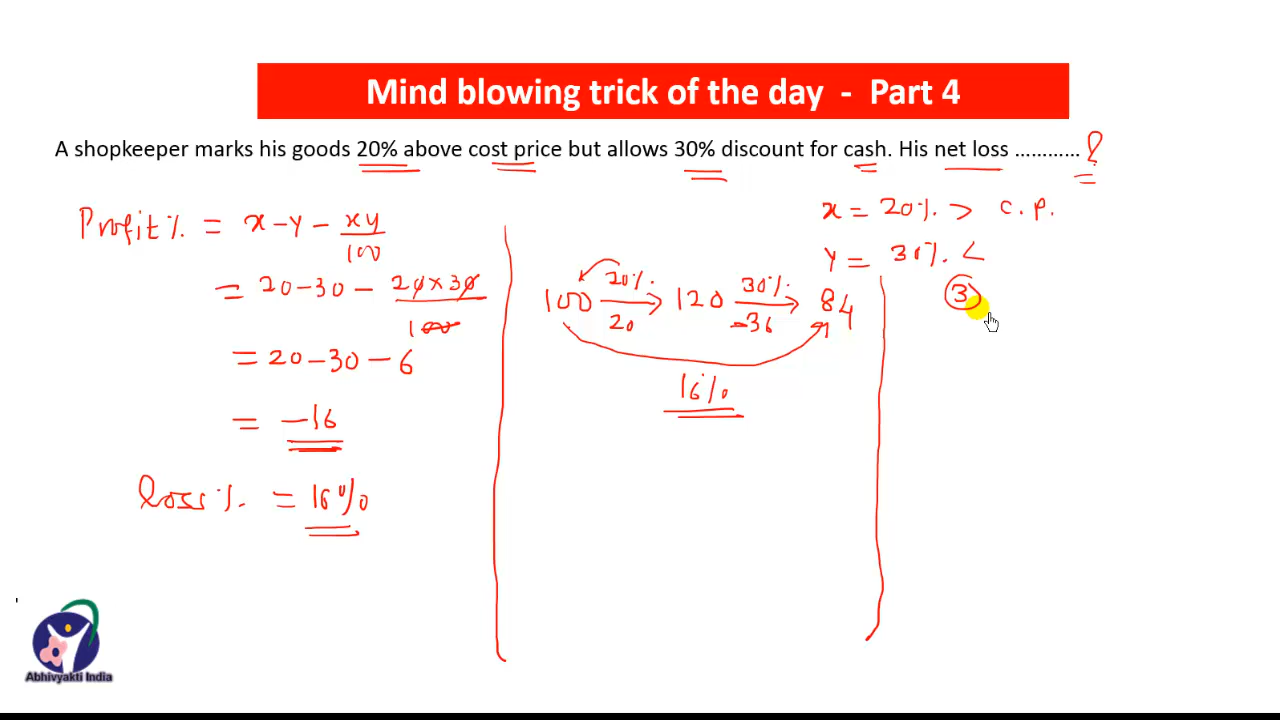 Mind blowing trick of the day - Part 4
A shopkeeper marks his goods 20% above cost price but allows 30% discount for cash. His net loss ............ ?
Profit% = x - y - xy/100
= 20 - 30 - 20 × 30 / 100
= 20 - 30 - 6
= -16
loss% = 16%
100 20% 20 120 30% -36 84
16%
x = 20% > C.P.
y = 30% <
3
Abhivyakti India